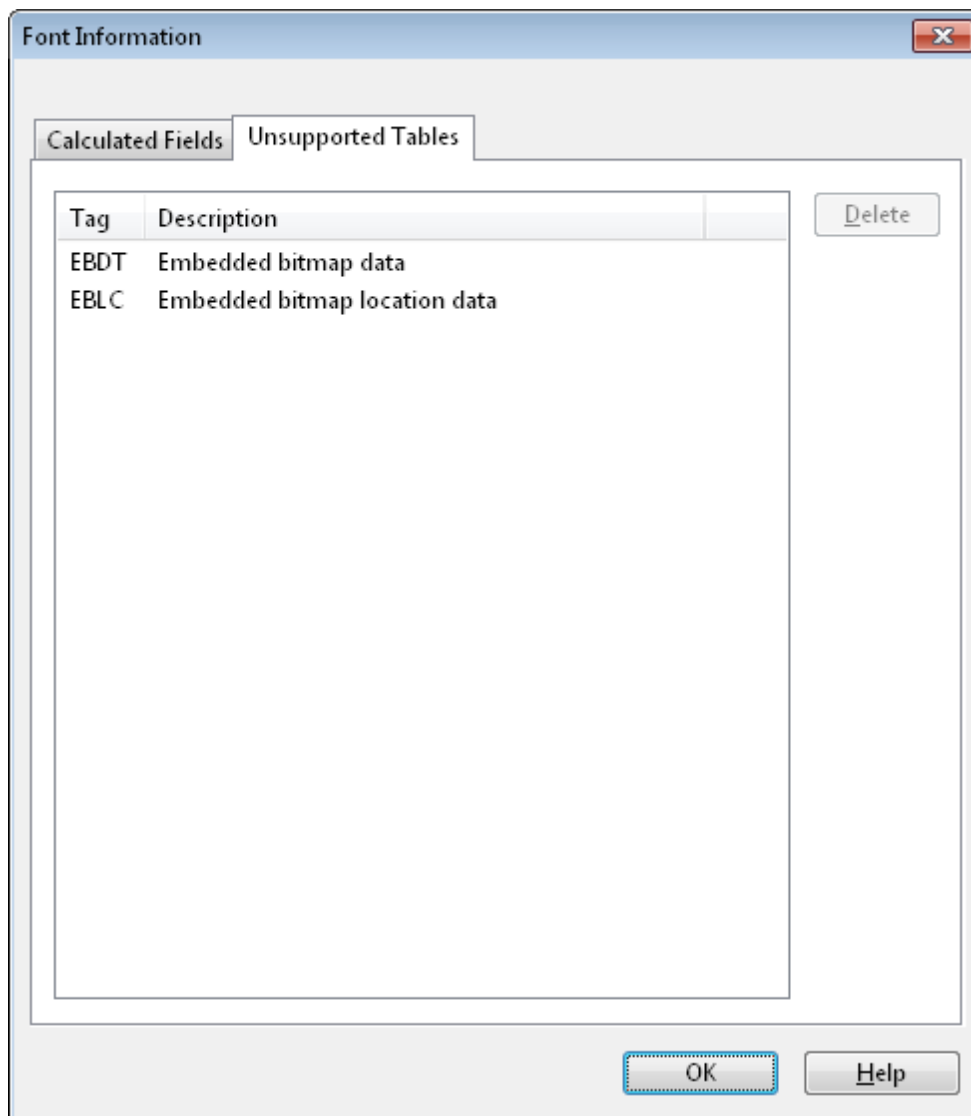 Font Information
Calculated Fields Unsupported Tables
Tag Description Delete
EBDT Embedded bitmap data
EBLC Embedded bitmap location data
OK Help